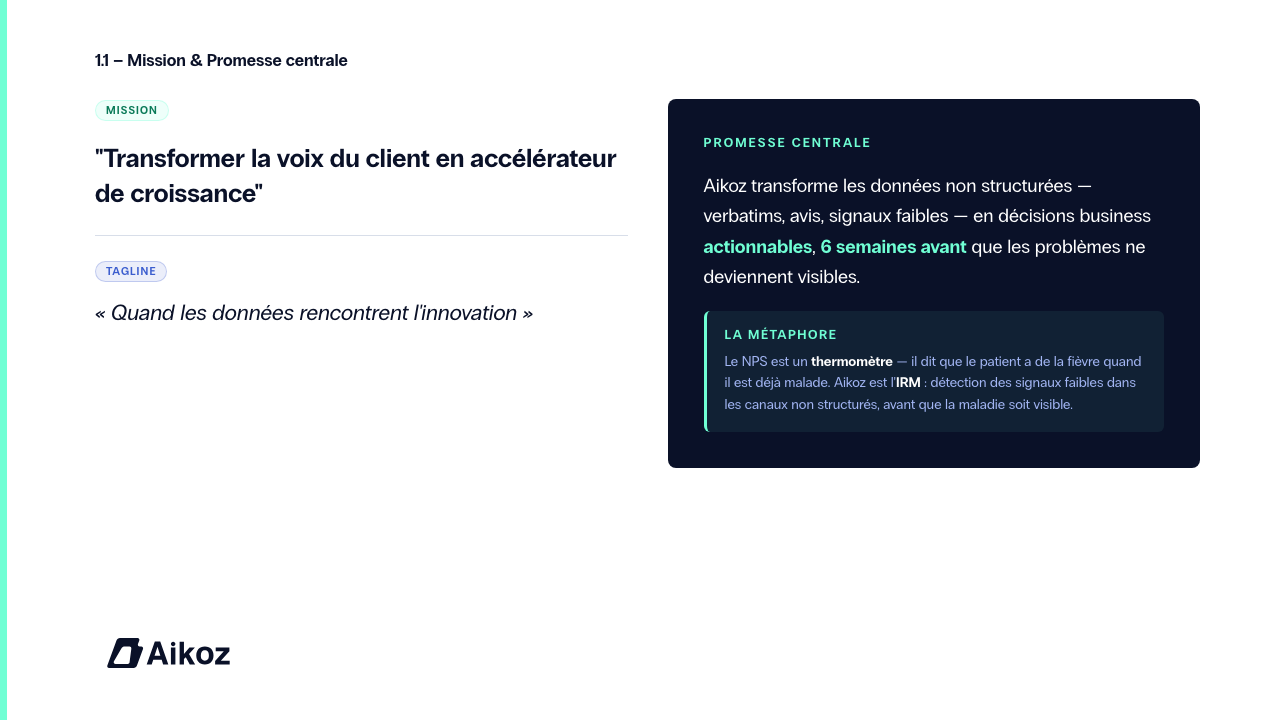 1.1 – Mission & Promesse centrale
MISSION
"Transformer la voix du client en accélérateur
de croissance"
TAGLINE
« Quand les données rencontrent l'innovation »
PROMESSE CENTRALE
Aikoz transforme les données non structurées —
verbatims, avis, signaux faibles — en décisions business
actionnables, 6 semaines avant que les problèmes ne
deviennent visibles.
LA MÉTAPHORE
Le NPS est un thermomètre — il dit que le patient a de la fièvre quand
il est déjà malade. Aikoz est l'IRM : détection des signaux faibles dans
les canaux non structurés, avant que la maladie soit visible.
Aikoz